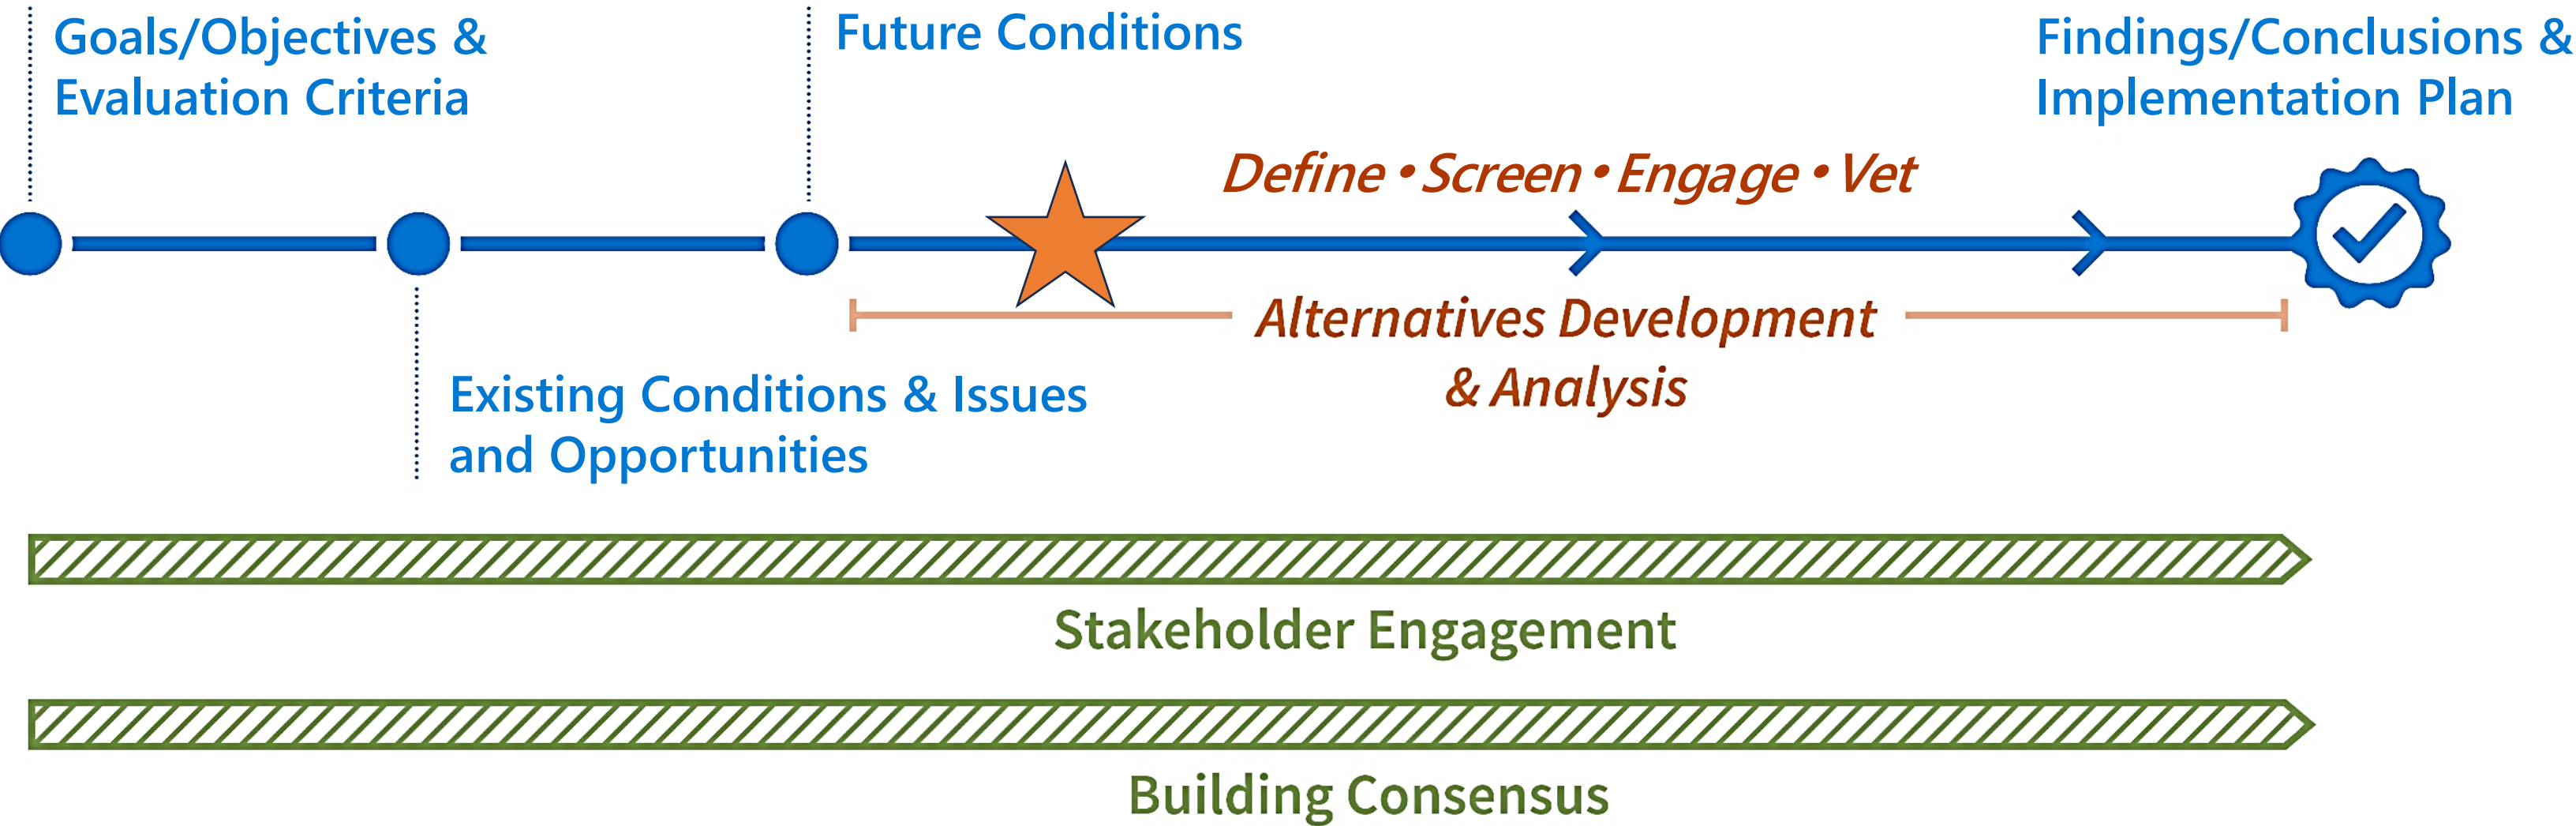 Goals/Objectives &
Evaluation Criteria
Future Conditions
Findings/Conclusions &
Implementation Plan
Define • Screen • Engage • Vet
Alternatives Development
& Analysis
Existing Conditions & Issues
and Opportunities
Stakeholder Engagement
Building Consensus